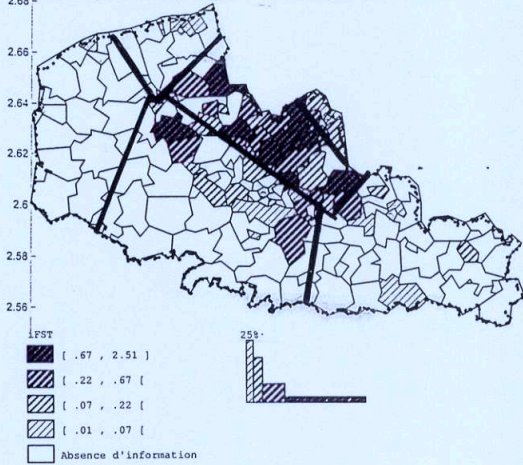 2.68
2.66
2.64
2.62
2.6
2.58
2.56
iFST
[ .67 , 2.51 ]
[ .22 , .67 [
[ .07 , .22 [
[ .01 , .07 [
Absence d'information
25%